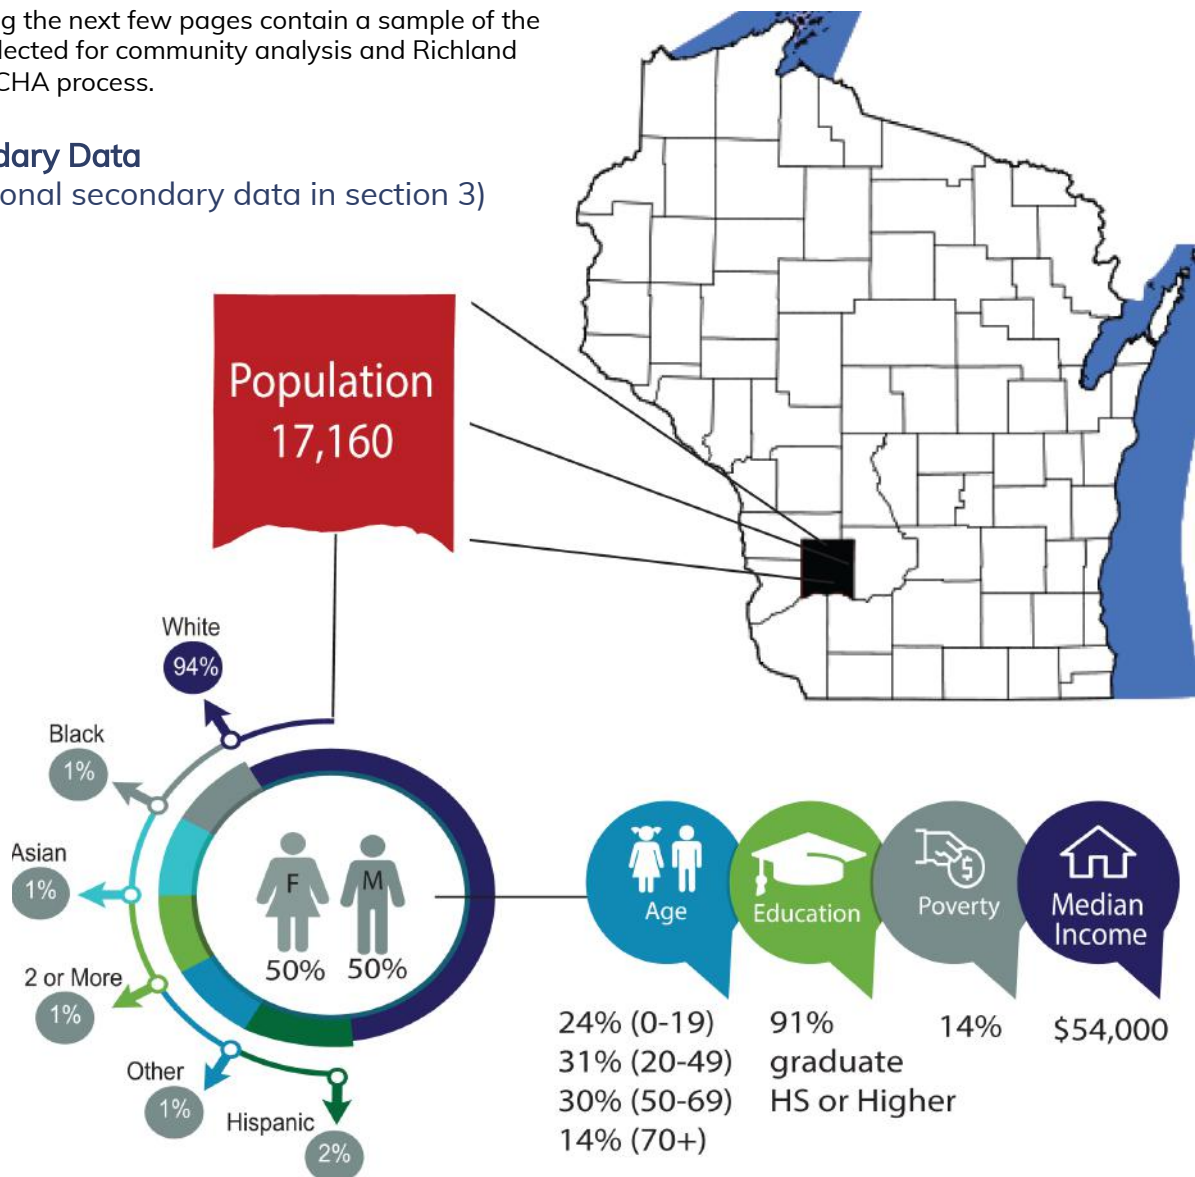 g the next few pages contain a sample of the
lected for community analysis and Richland
CHA process.
dary Data
onal secondary data in section 3)
Population
17,160
White
94%
Black
1%
Asian
1%
2 or More
1%
Other
1%
Hispanic
2%
F
M
50%
50%
Age
Education
Poverty
$
Median
Income
24% (0-19)
31% (20-49)
30% (50-69)
14% (70+)
91%
graduate
HS or Higher
14%
$54,000